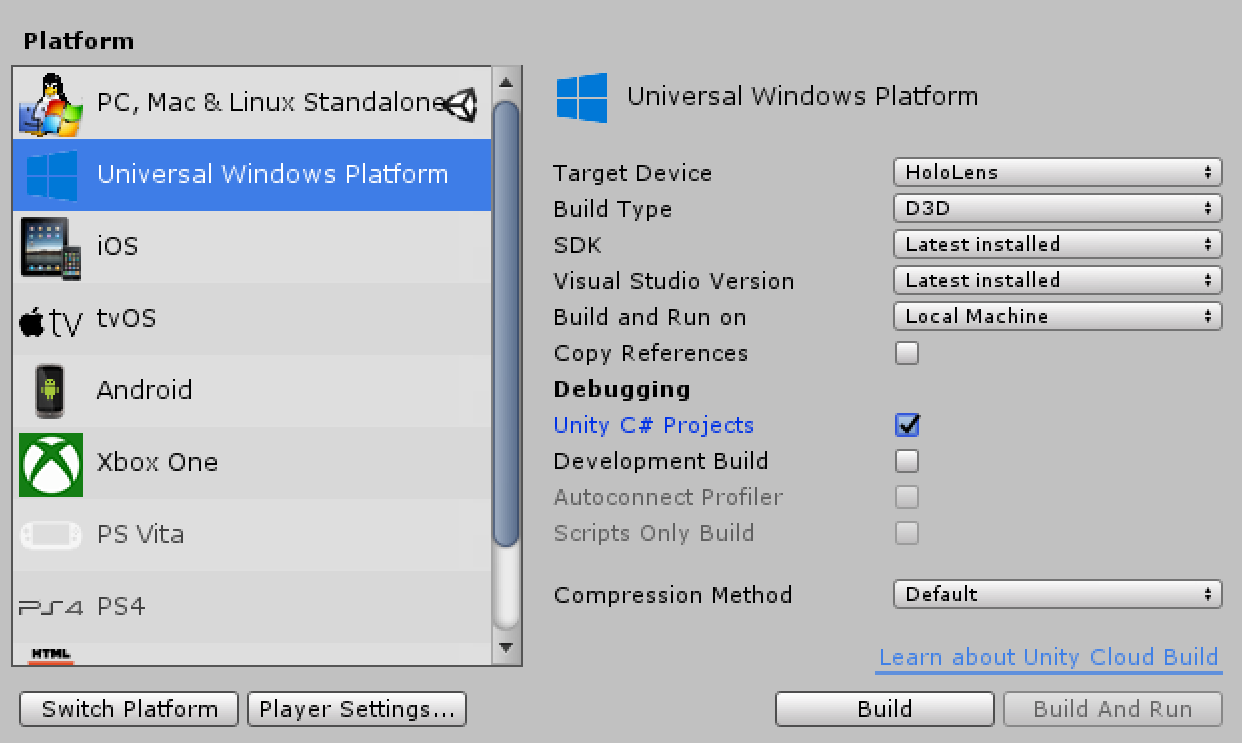 Platform
PC, Mac & Linux Standalone
Universal Windows Platform
iOS
tv tvOS
Android
Xbox One
PS Vita
PS4 PS4
HTML
Switch Platform
Player Settings...
Universal Windows Platform
Target Device HoloLens
Build Type D3D
SDK Latest installed
Visual Studio Version Latest installed
Build and Run on Local Machine
Copy References
Debugging
Unity C# Projects
Development Build
Autoconnect Profiler
Scripts Only Build
Compression Method Default
Learn about Unity Cloud Build
Build
Build And Run